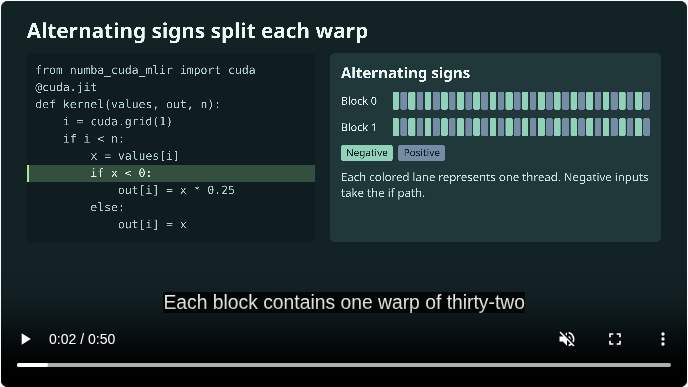 Alternating signs split each warp
from numba_cuda_mlir import cuda
@cuda.jit
def kernel(values, out, n):
    i = cuda.grid(1)
    if i < n:
        x = values[i]
        if x < 0:
            out[i] = x * 0.25
        else:
            out[i] = x
Alternating signs
Block 0
Block 1
Negative Positive
Each colored lane represents one thread. Negative inputs
take the if path.
Each block contains one warp of thirty-two
0:02 / 0:50